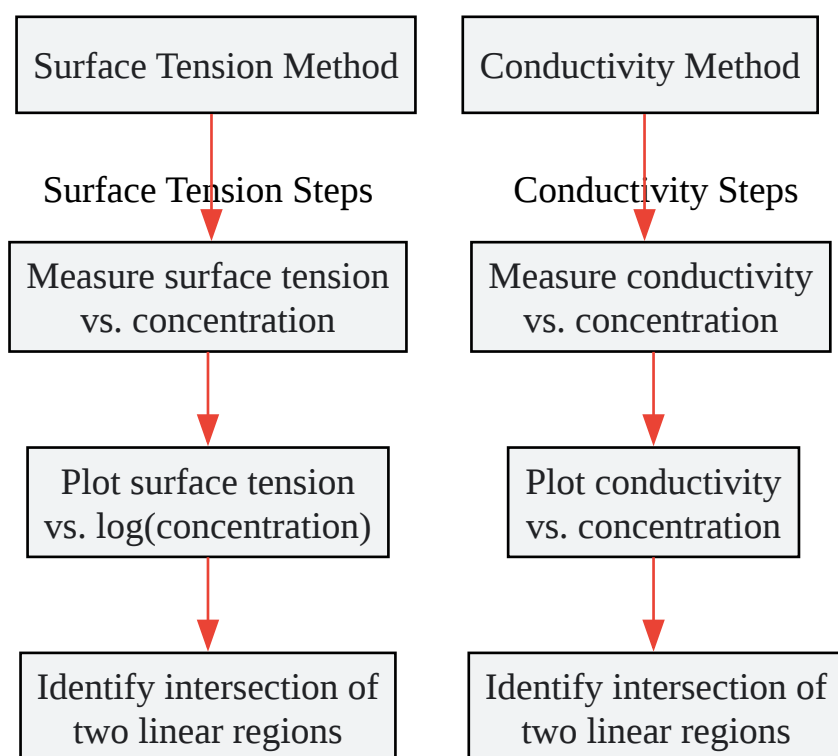 Surface Tension Method
Conductivity Method
Surface Tension Steps
Conductivity Steps
Measure surface tension
vs. concentration
Measure conductivity
vs. concentration
Plot surface tension
vs. log(concentration)
Plot conductivity
vs. concentration
Identify intersection of
two linear regions
Identify intersection of
two linear regions